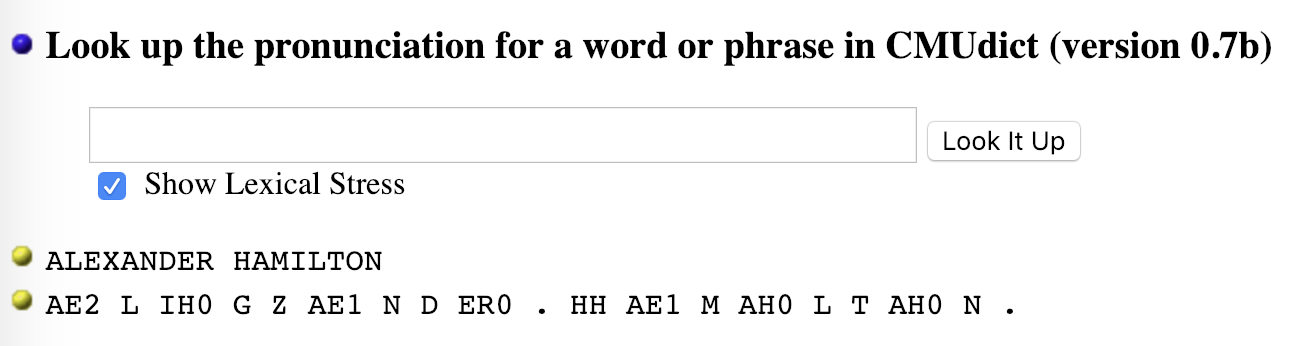 Look up the pronunciation for a word or phrase in CMUdict (version 0.7b)
Look It Up
Show Lexical Stress
ALEXANDER HAMILTON
AE2 L IH0 G Z AE1 N D ER0 . HH AE1 M AH0 L T AH0 N .